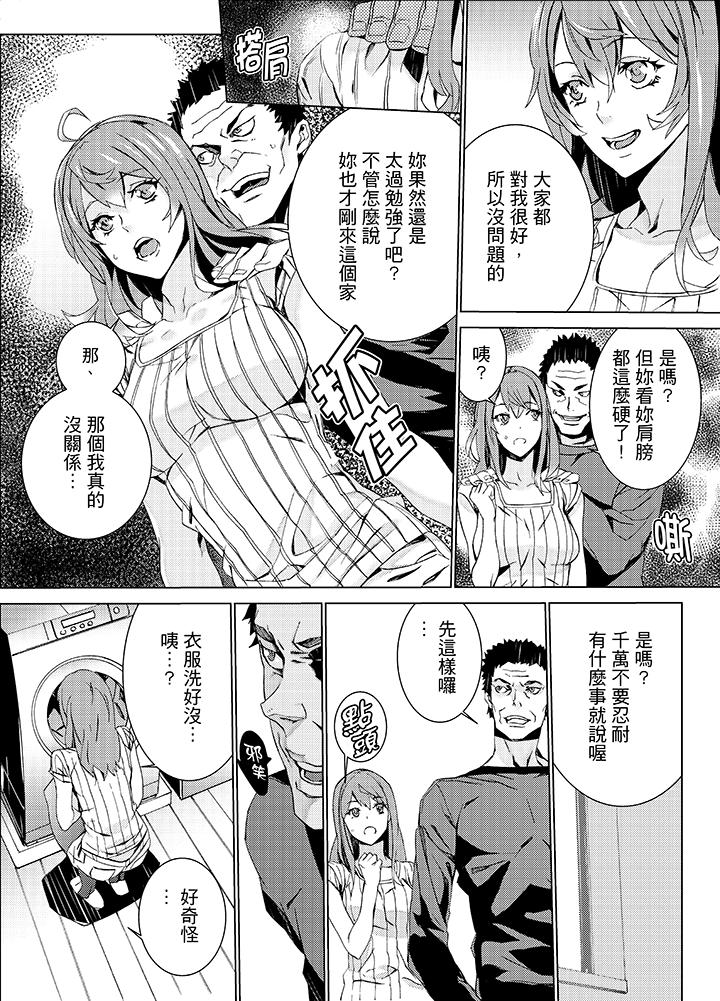 大家都
對我很好，
所以沒問題的
搭肩
是嗎？
但妳看妳肩膀
都這麼硬了！
咦？
嘶
妳果然還是
太過勉強了吧？
不管怎麼說
妳也才剛來這個家
抓住
那、
那個我真的
沒關係…
是嗎？
千萬不要忍耐
有什麼事就說喔
先這樣囉
…
點頭
邪笑
衣服洗好沒…
咦…？
好奇怪
…